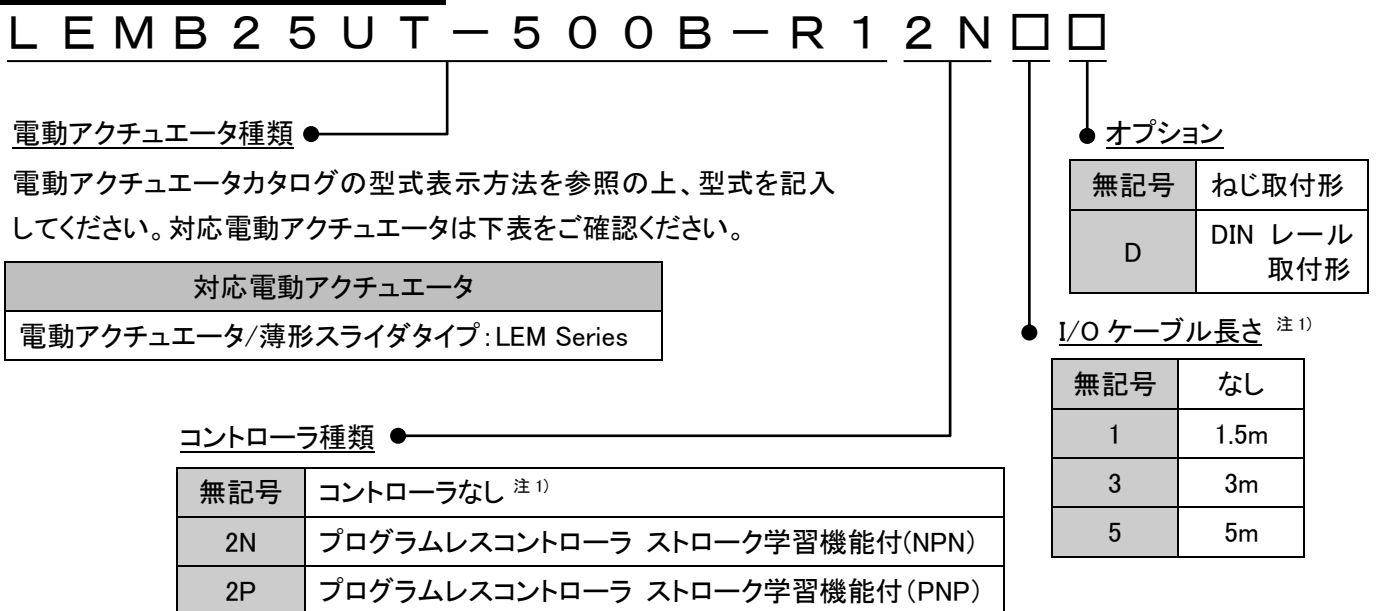 LEMB25UT-500B-R12N□□
電動アクチュエータ種類
電動アクチュエータカタログの型式表示方法を参照の上、型式を記入
してください。対応電動アクチュエータは下表をご確認ください。
対応電動アクチュエータ
電動アクチュエータ/薄形スライダタイプ:LEM Series
オプション
無記号 ねじ取付形
D DIN レール
取付形
I/O ケーブル長さ 注1)
無記号 なし
1 1.5m
3 3m
5 5m
コントローラ種類
無記号 コントローラなし 注1)
2N プログラムレスコントローラ ストローク学習機能付(NPN)
2P プログラムレスコントローラ ストローク学習機能付(PNP)